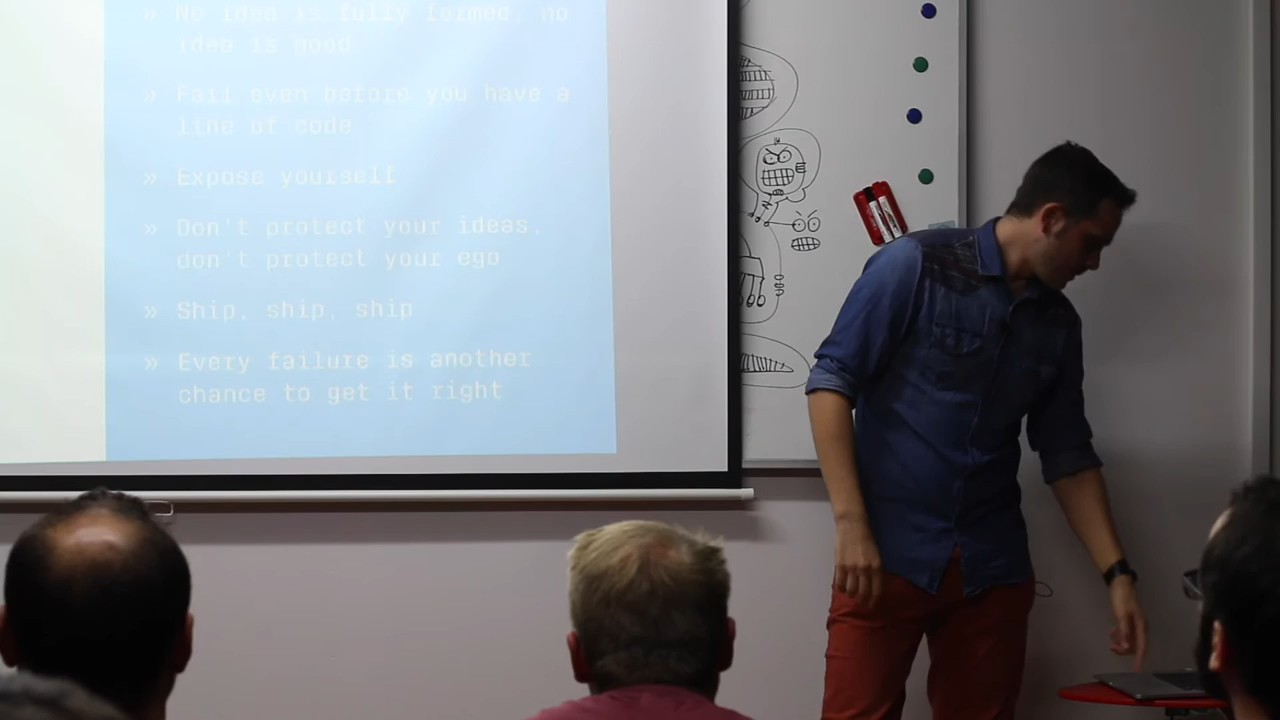 » No idea is fully formed, no
idea is good
» Fail even before you have a
line of code
» Expose yourself
» Don't protect your ideas,
don't protect your ego
» Ship, ship, ship
» Every failure is another
chance to get it right